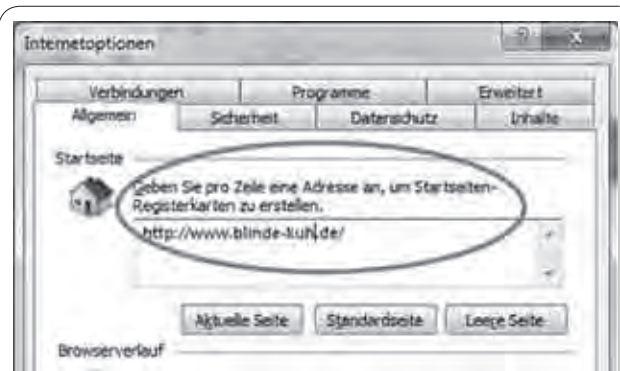 Internetoptionen
Verbindungen Programme Erweitert
Allgemein Sicherheit Datenschutz Inhalte
Startseite
Geben Sie pro Zeile eine Adresse an, um Startseiten-
Registerkarten zu erstellen.
http://www.blinde-kuh.de/
Aktuelle Seite Standardseite Leere Seite
Browserverlauf